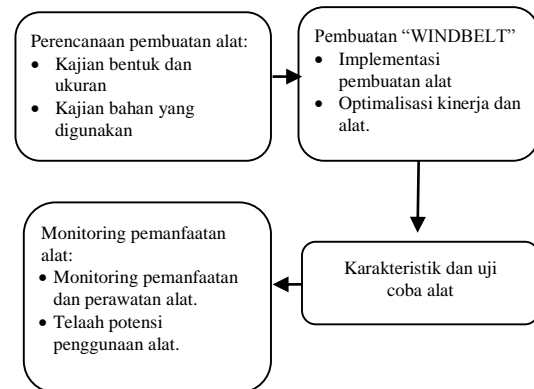 Perencanaan pembuatan alat:
• Kajian bentuk dan
ukuran
• Kajian bahan yang
digunakan
Pembuatan “WINDBELT”
• Implementasi
pembuatan alat
• Optimalisasi kinerja dan
alat.
Karakteristik dan uji
coba alat
Monitoring pemanfaatan
alat:
• Monitoring pemanfaatan
dan perawatan alat.
• Telaah potensi
penggunaan alat.